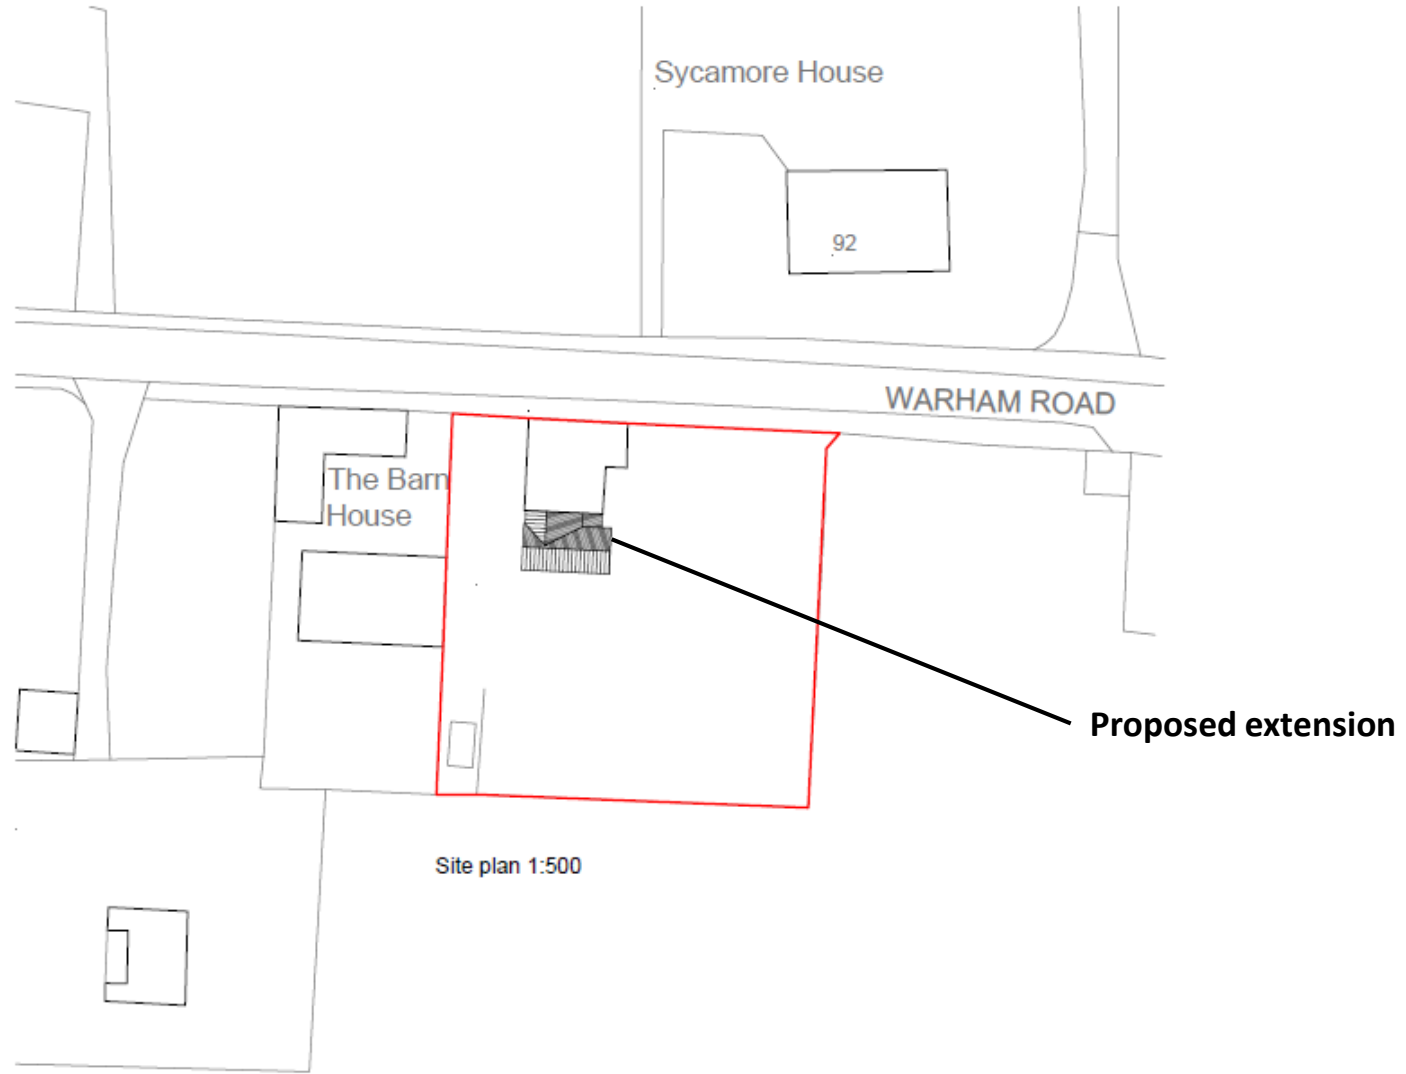 Sycamore House
92
WARHAM ROAD
The Barn
House
Proposed extension
Site plan 1:500